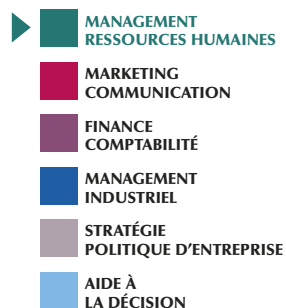 MANAGEMENT
RESSOURCES HUMAINES
MARKETING
COMMUNICATION
FINANCE
COMPTABILITÉ
MANAGEMENT
INDUSTRIEL
STRATÉGIE
POLITIQUE D'ENTREPRISE
AIDE À
LA DÉCISION